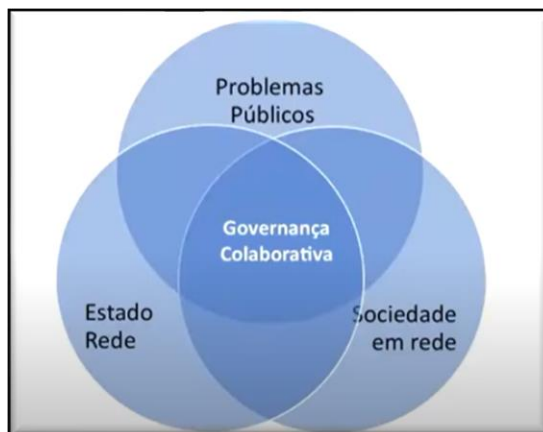 Problemas
Públicos
Governança
Colaborativa
Estado
Rede
Sociedade
em rede